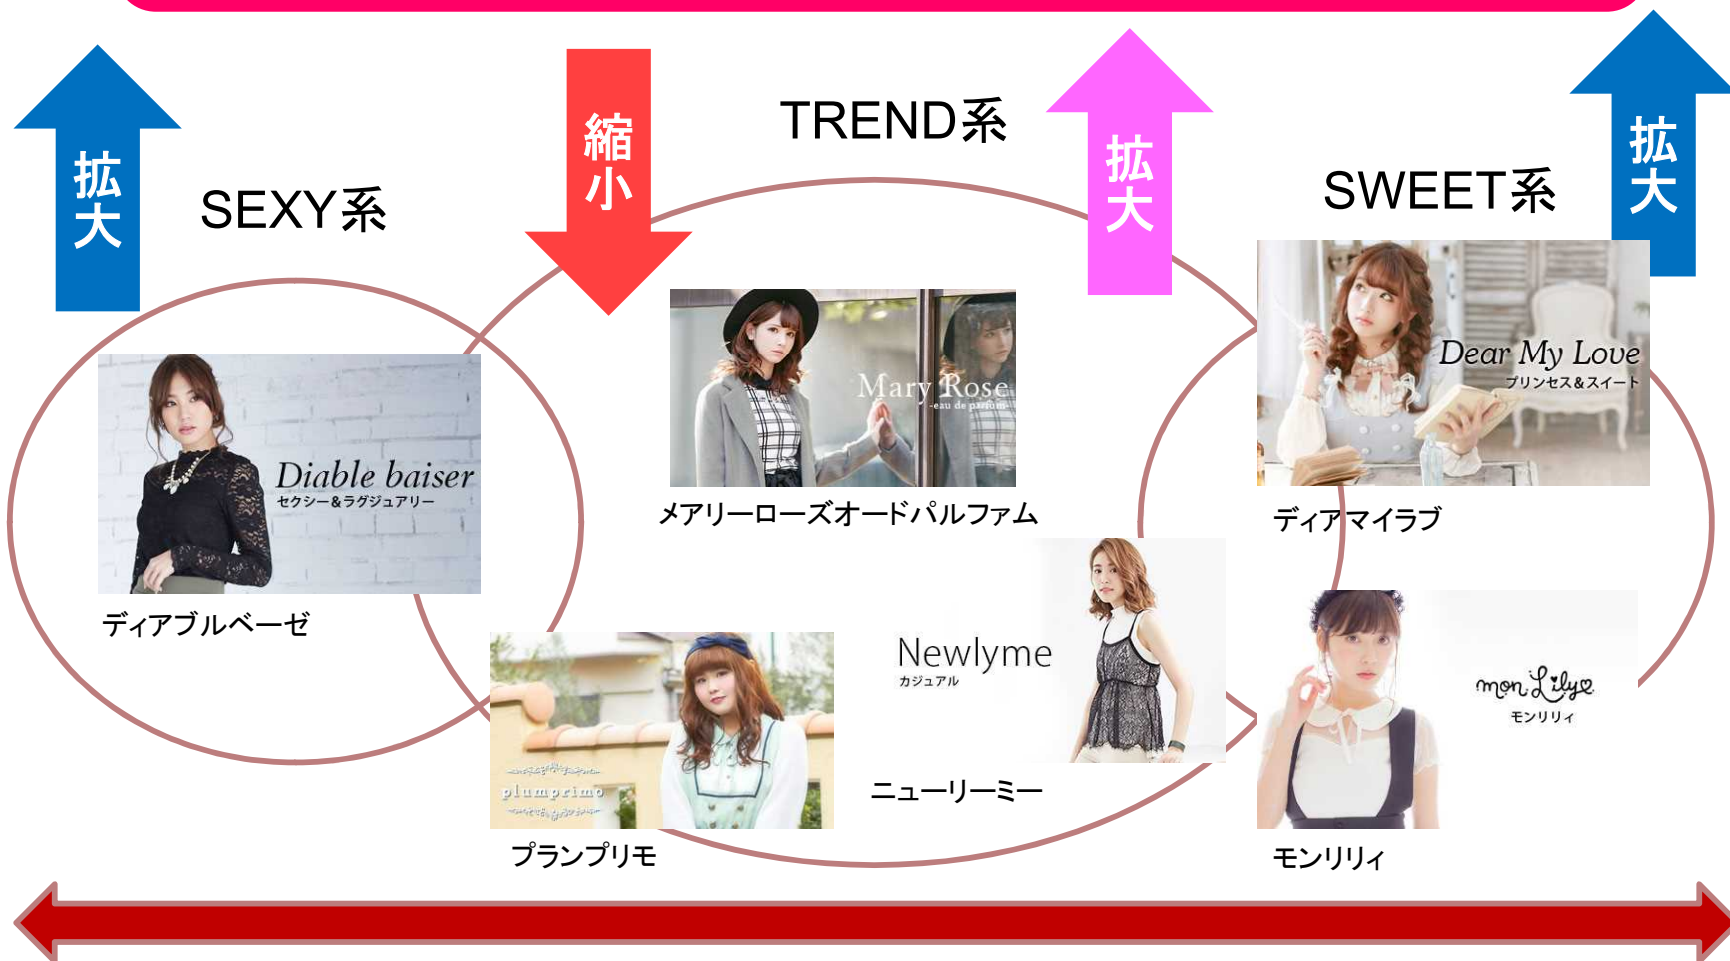 拡大
縮小
TREND系
拡大
拡大
SEXY系
SWEET系
Diable baiser
セクシー&ラグジュアリー
ディアブルベーゼ
Mary Rose
-eau de parfum-
メアリーローズオードパルファム
Dear My Love
プリンセス&スイート
ディアマイラブ
plumprimo
プランプリモ
Newlyme
カジュアル
ニューリーミー
mon Lily
モンリリィ
モンリリィ